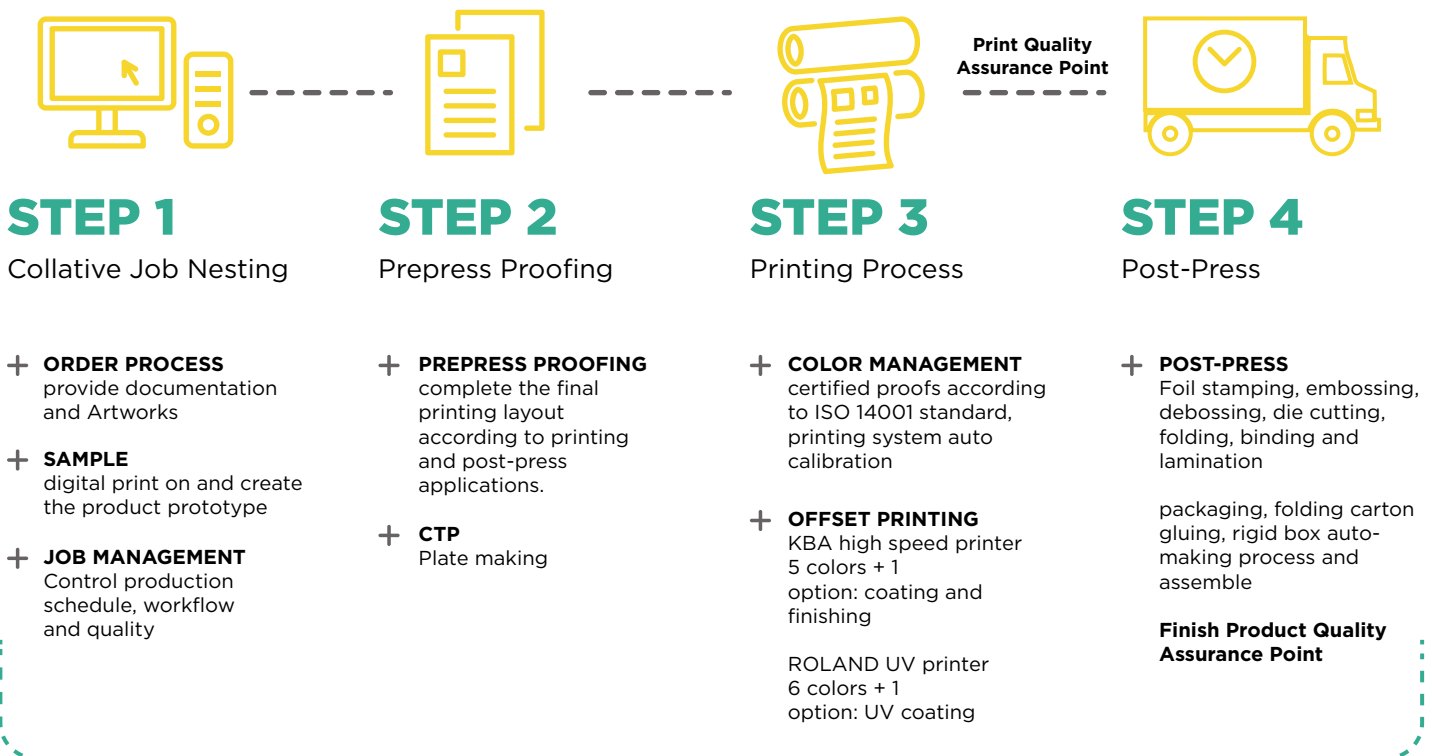 Print Quality
Assurance Point
STEP 1
Collative Job Nesting
ORDER PROCESS
provide documentation
and Artworks
SAMPLE
digital print on and create
the product prototype
JOB MANAGEMENT
Control production
schedule, workflow
and quality
STEP 2
Prepress Proofing
PREPRESS PROOFING
complete the final
printing layout
according to printing
and post-press
applications.
CTP
Plate making
STEP 3
Printing Process
COLOR MANAGEMENT
certified proofs according
to ISO 14001 standard,
printing system auto
calibration
OFFSET PRINTING
KBA high speed printer
5 colors + 1
option: coating and
finishing
ROLAND UV printer
6 colors + 1
option: UV coating
STEP 4
Post-Press
POST-PRESS
Foil stamping, embossing,
debossing, die cutting,
folding, binding and
lamination
packaging, folding carton
gluing, rigid box auto-
making process and
assemble
Finish Product Quality
Assurance Point